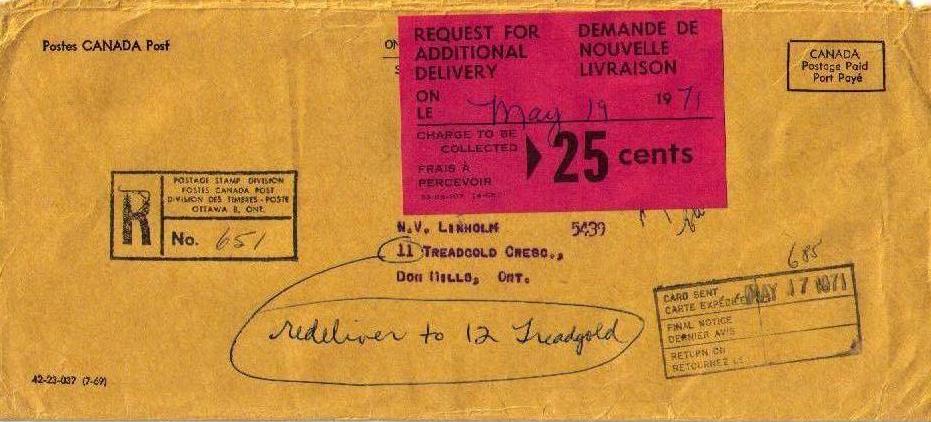 Postes CANADA Post
ON
REQUEST FOR ADDITIONAL DELIVERY
DEMANDE DE NOUVELLE LIVRAISON
ON
LE May 19 1971
CHARGE TO BE COLLECTED
FRAIS À PERCEVOIR
25 cents
CANADA
Postage Paid
Port Payé
R
POSTAGE STAMP DIVISION
POSTES CANADA POST
DIVISION DES TIMBRES-POSTE
OTTAWA 8, ONT.
No. 651
N.V. LINHOLM 5439
11 TREADGOLD CRESC.,
DON MILLS, ONT.
redeliver to 12 Treadgold
685
CARD SENT
CARTE EXPÉDIÉE MAY 17 1971
FINAL NOTICE
DERNIER AVIS
RETURN ON
RETOURNEZ LE
42-23-037 (7-69)